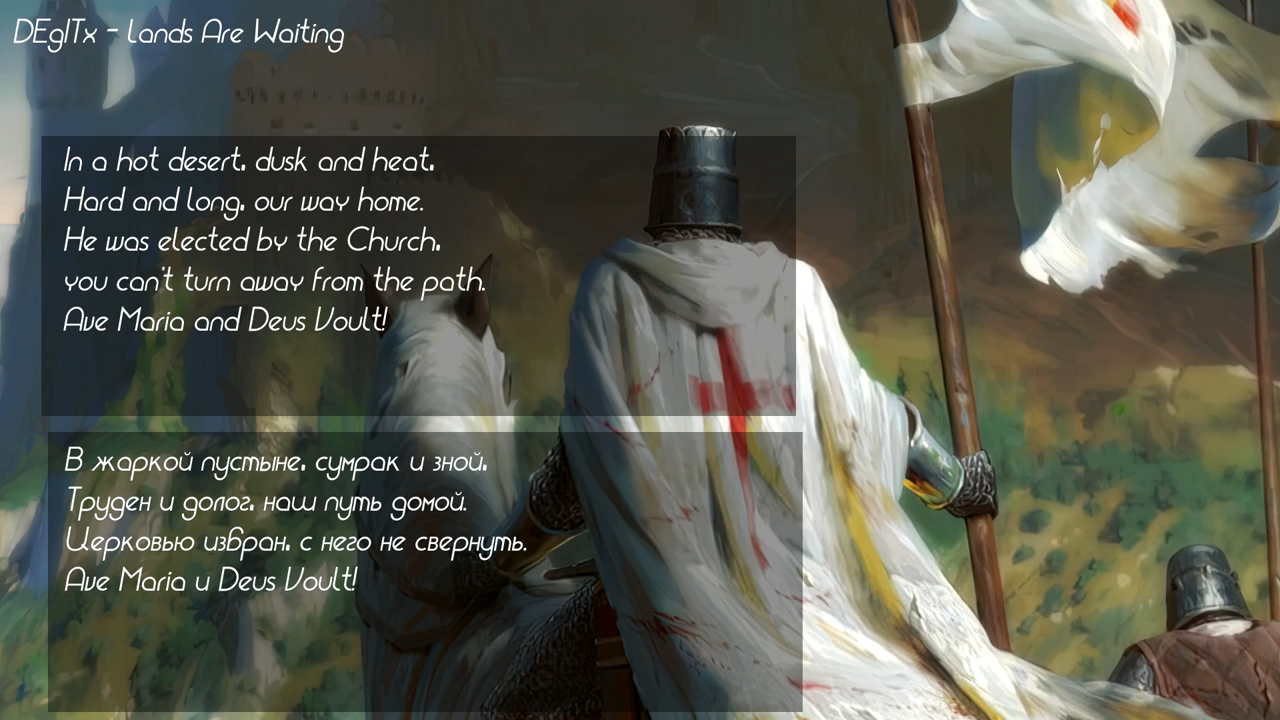 DEgITx - Lands Are Waiting
In a hot desert, dusk and heat,
Hard and long, our way home.
He was elected by the Church,
you can't turn away from the path.
Ave Maria and Deus Voult!
В жаркой пустыне, сумрак и зной,
Труден и долог, наш путь домой.
Церковью избран, с него не свернуть.
Ave Maria и Deus Voult!